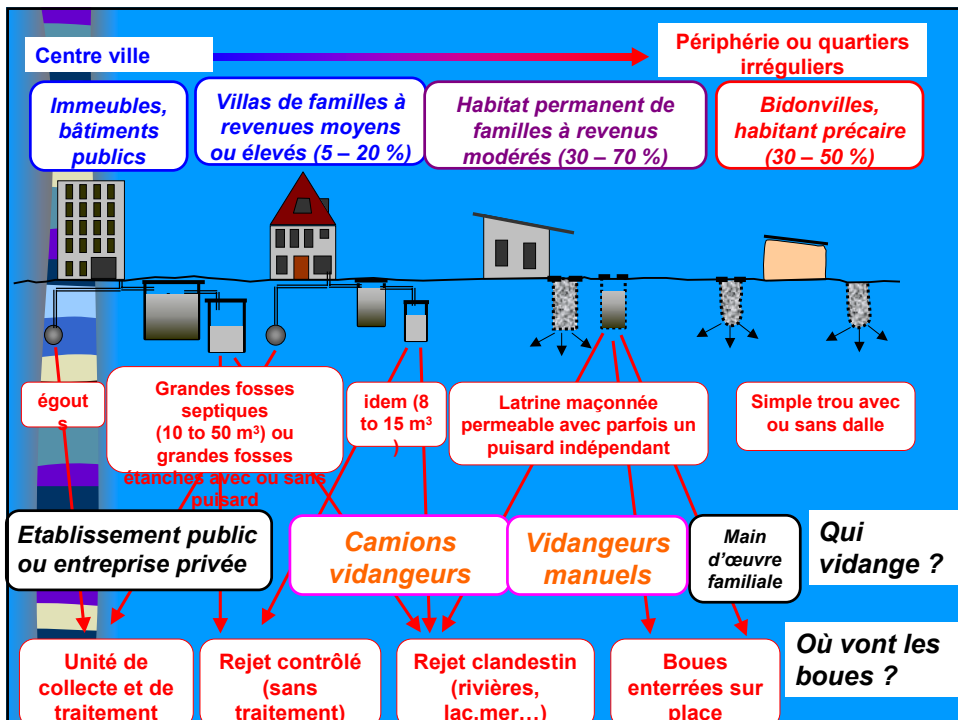 Centre ville
Périphérie ou quartiers
irréguliers
Immeubles,
bâtiments
publics
Villas de familles à
revenues moyens
ou élevés (5 – 20 %)
Habitat permanent de
familles à revenus
modérés (30 – 70 %)
Bidonvilles,
habitant précaire
(30 – 50 %)
égout
s
Grandes fosses
septiques
(10 to 50 m³) ou
grandes fosses
étanches avec ou sans
puisard
idem (8
to 15 m³
)
Latrine maçonnée
permeable avec parfois un
puisard indépendant
Simple trou avec
ou sans dalle
Etablissement public
ou entreprise privée
Camions
vidangeurs
Vidangeurs
manuels
Main
d'œuvre
familiale
Qui
vidange ?
Unité de
collecte et de
traitement
Rejet contrôlé
(sans
traitement)
Rejet clandestin
(rivières,
lac,mer…)
Boues
enterrées sur
place
Où vont les
boues ?